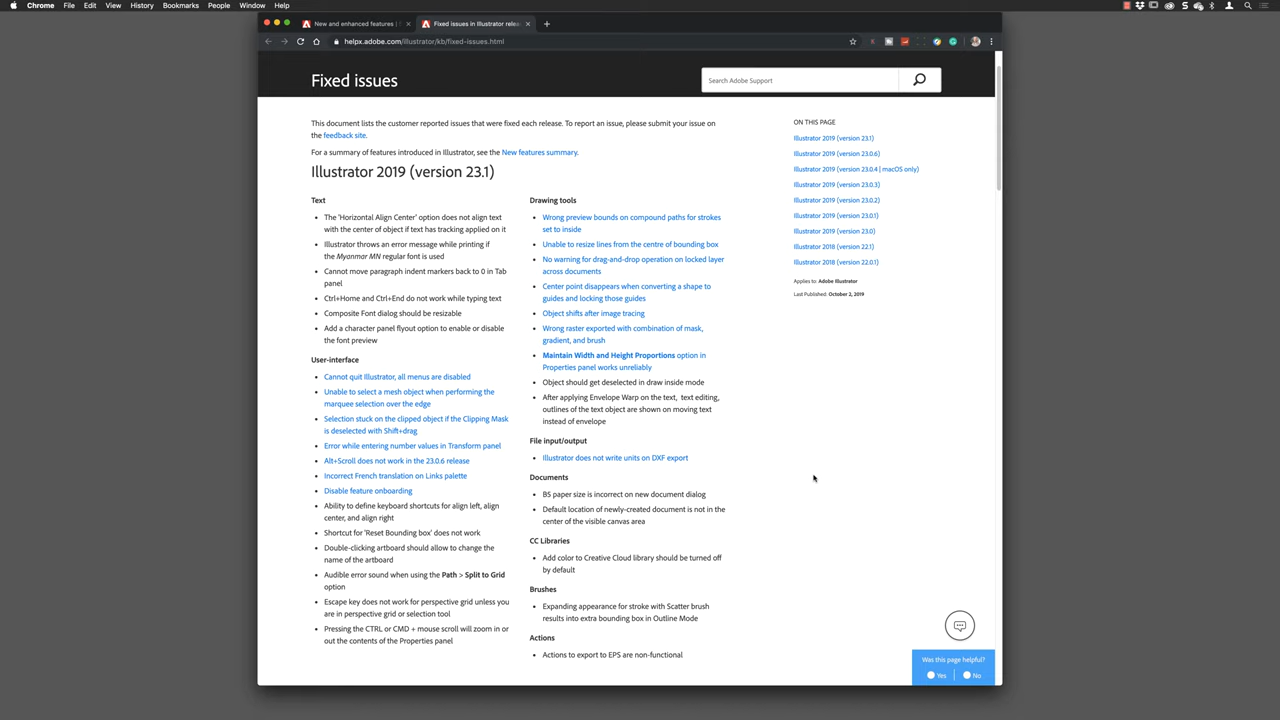 Chrome File Edit View History Bookmarks People Window Help
New and enhanced features |
Fixed issues in Illustrator relea
helpx.adobe.com/illustrator/kb/fixed-issues.html
Fixed issues
Search Adobe Support
This document lists the customer reported issues that were fixed each release. To report an issue, please submit your issue on
the feedback site.
For a summary of features introduced in Illustrator, see the New features summary.
Illustrator 2019 (version 23.1)
Text
The 'Horizontal Align Center' option does not align text
with the center of object if text has tracking applied on it
Illustrator throws an error message while printing if
the Myanmar MN regular font is used
Cannot move paragraph indent markers back to 0 in Tab
panel
Ctrl+Home and Ctrl+End do not work while typing text
Composite Font dialog should be resizable
Add a character panel flyout option to enable or disable
the font preview
User-interface
Cannot quit Illustrator, all menus are disabled
Unable to select a mesh object when performing the
marquee selection over the edge
Selection stuck on the clipped object if the Clipping Mask
is deselected with Shift+drag
Error while entering number values in Transform panel
Alt+Scroll does not work in the 23.0.6 release
Incorrect French translation on Links palette
Disable feature onboarding
Ability to define keyboard shortcuts for align left, align
center, and align right
Shortcut for 'Reset Bounding box' does not work
Double-clicking artboard should allow to change the
name of the artboard
Audible error sound when using the Path > Split to Grid
option
Escape key does not work for perspective grid unless you
are in perspective grid or selection tool
Pressing the CTRL or CMD + mouse scroll will zoom in or
out the contents of the Properties panel
Drawing tools
Wrong preview bounds on compound paths for strokes
set to inside
Unable to resize lines from the centre of bounding box
No warning for drag-and-drop operation on locked layer
across documents
Center point disappears when converting a shape to
guides and locking those guides
Object shifts after image tracing
Wrong raster exported with combination of mask,
gradient, and brush
Maintain Width and Height Proportions option in
Properties panel works unreliably
Object should get deselected in draw inside mode
After applying Envelope Warp on the text, text editing,
outlines of the text object are shown on moving text
instead of envelope
File input/output
Illustrator does not write units on DXF export
Documents
B5 paper size is incorrect on new document dialog
Default location of newly-created document is not in the
center of the visible canvas area
CC Libraries
Add color to Creative Cloud library should be turned off
by default
Brushes
Expanding appearance for stroke with Scatter brush
results into extra bounding box in Outline Mode
Actions
Actions to export to EPS are non-functional
ON THIS PAGE
Illustrator 2019 (version 23.1)
Illustrator 2019 (version 23.0.6)
Illustrator 2019 (version 23.0.4 | macOS only)
Illustrator 2019 (version 23.0.3)
Illustrator 2019 (version 23.0.2)
Illustrator 2019 (version 23.0.1)
Illustrator 2019 (version 23.0)
Illustrator 2018 (version 22.1)
Illustrator 2018 (version 22.0.1)
Applies to: Adobe Illustrator
Last Published: October 2, 2019
Was this page helpful?
Yes No